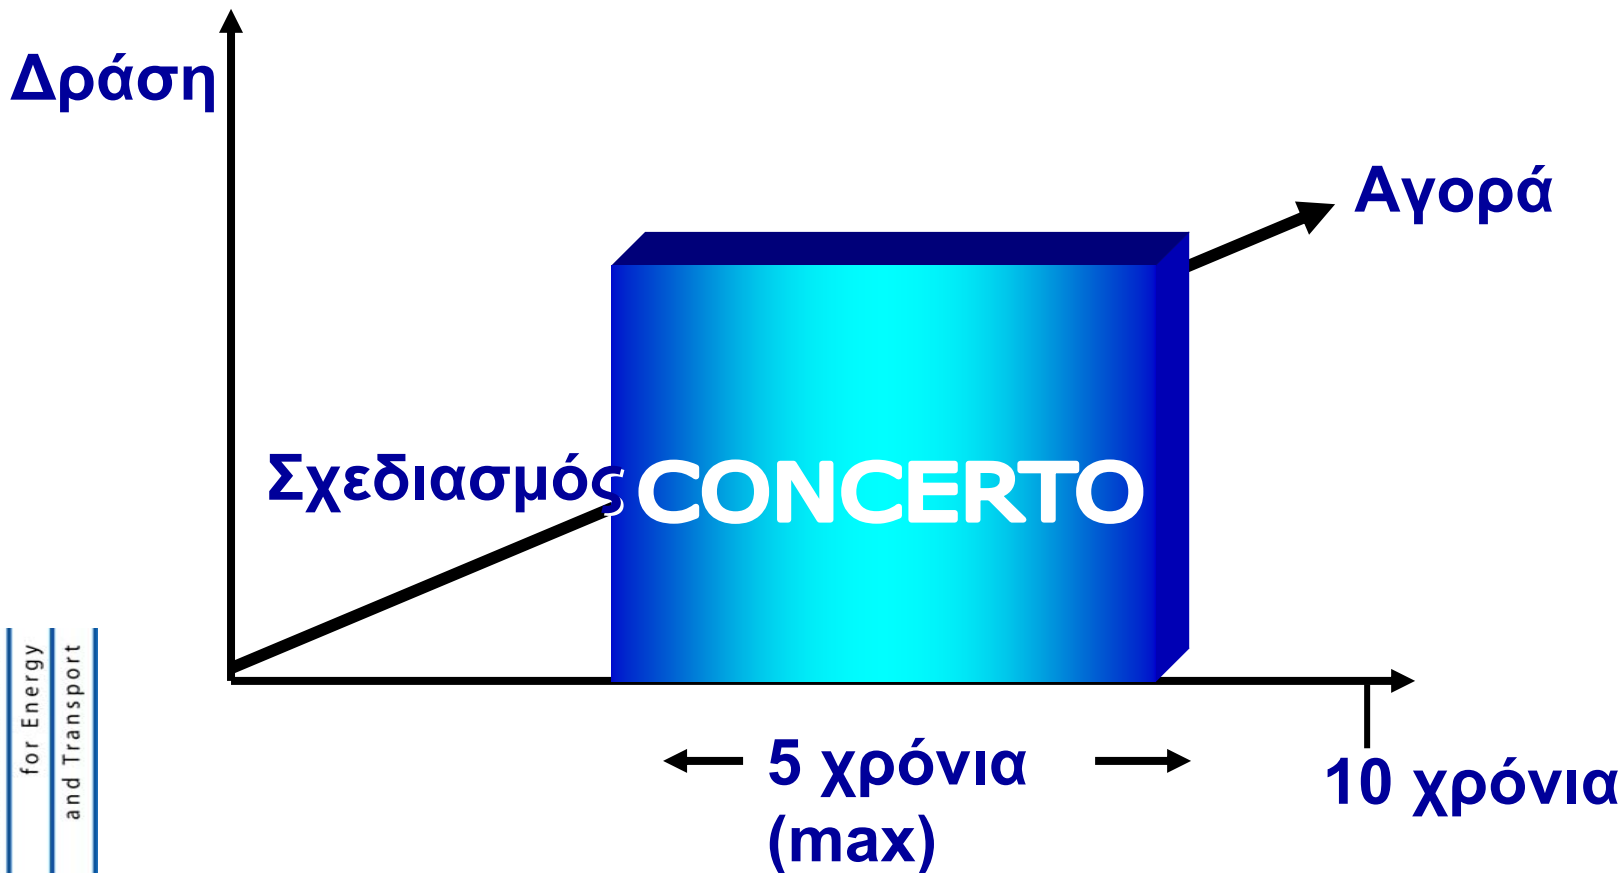 Δράση
Αγορά
Σχεδιασμός
CONCERTO
for Energy
and Transport
5 χρόνια
(max)
10 χρόνια